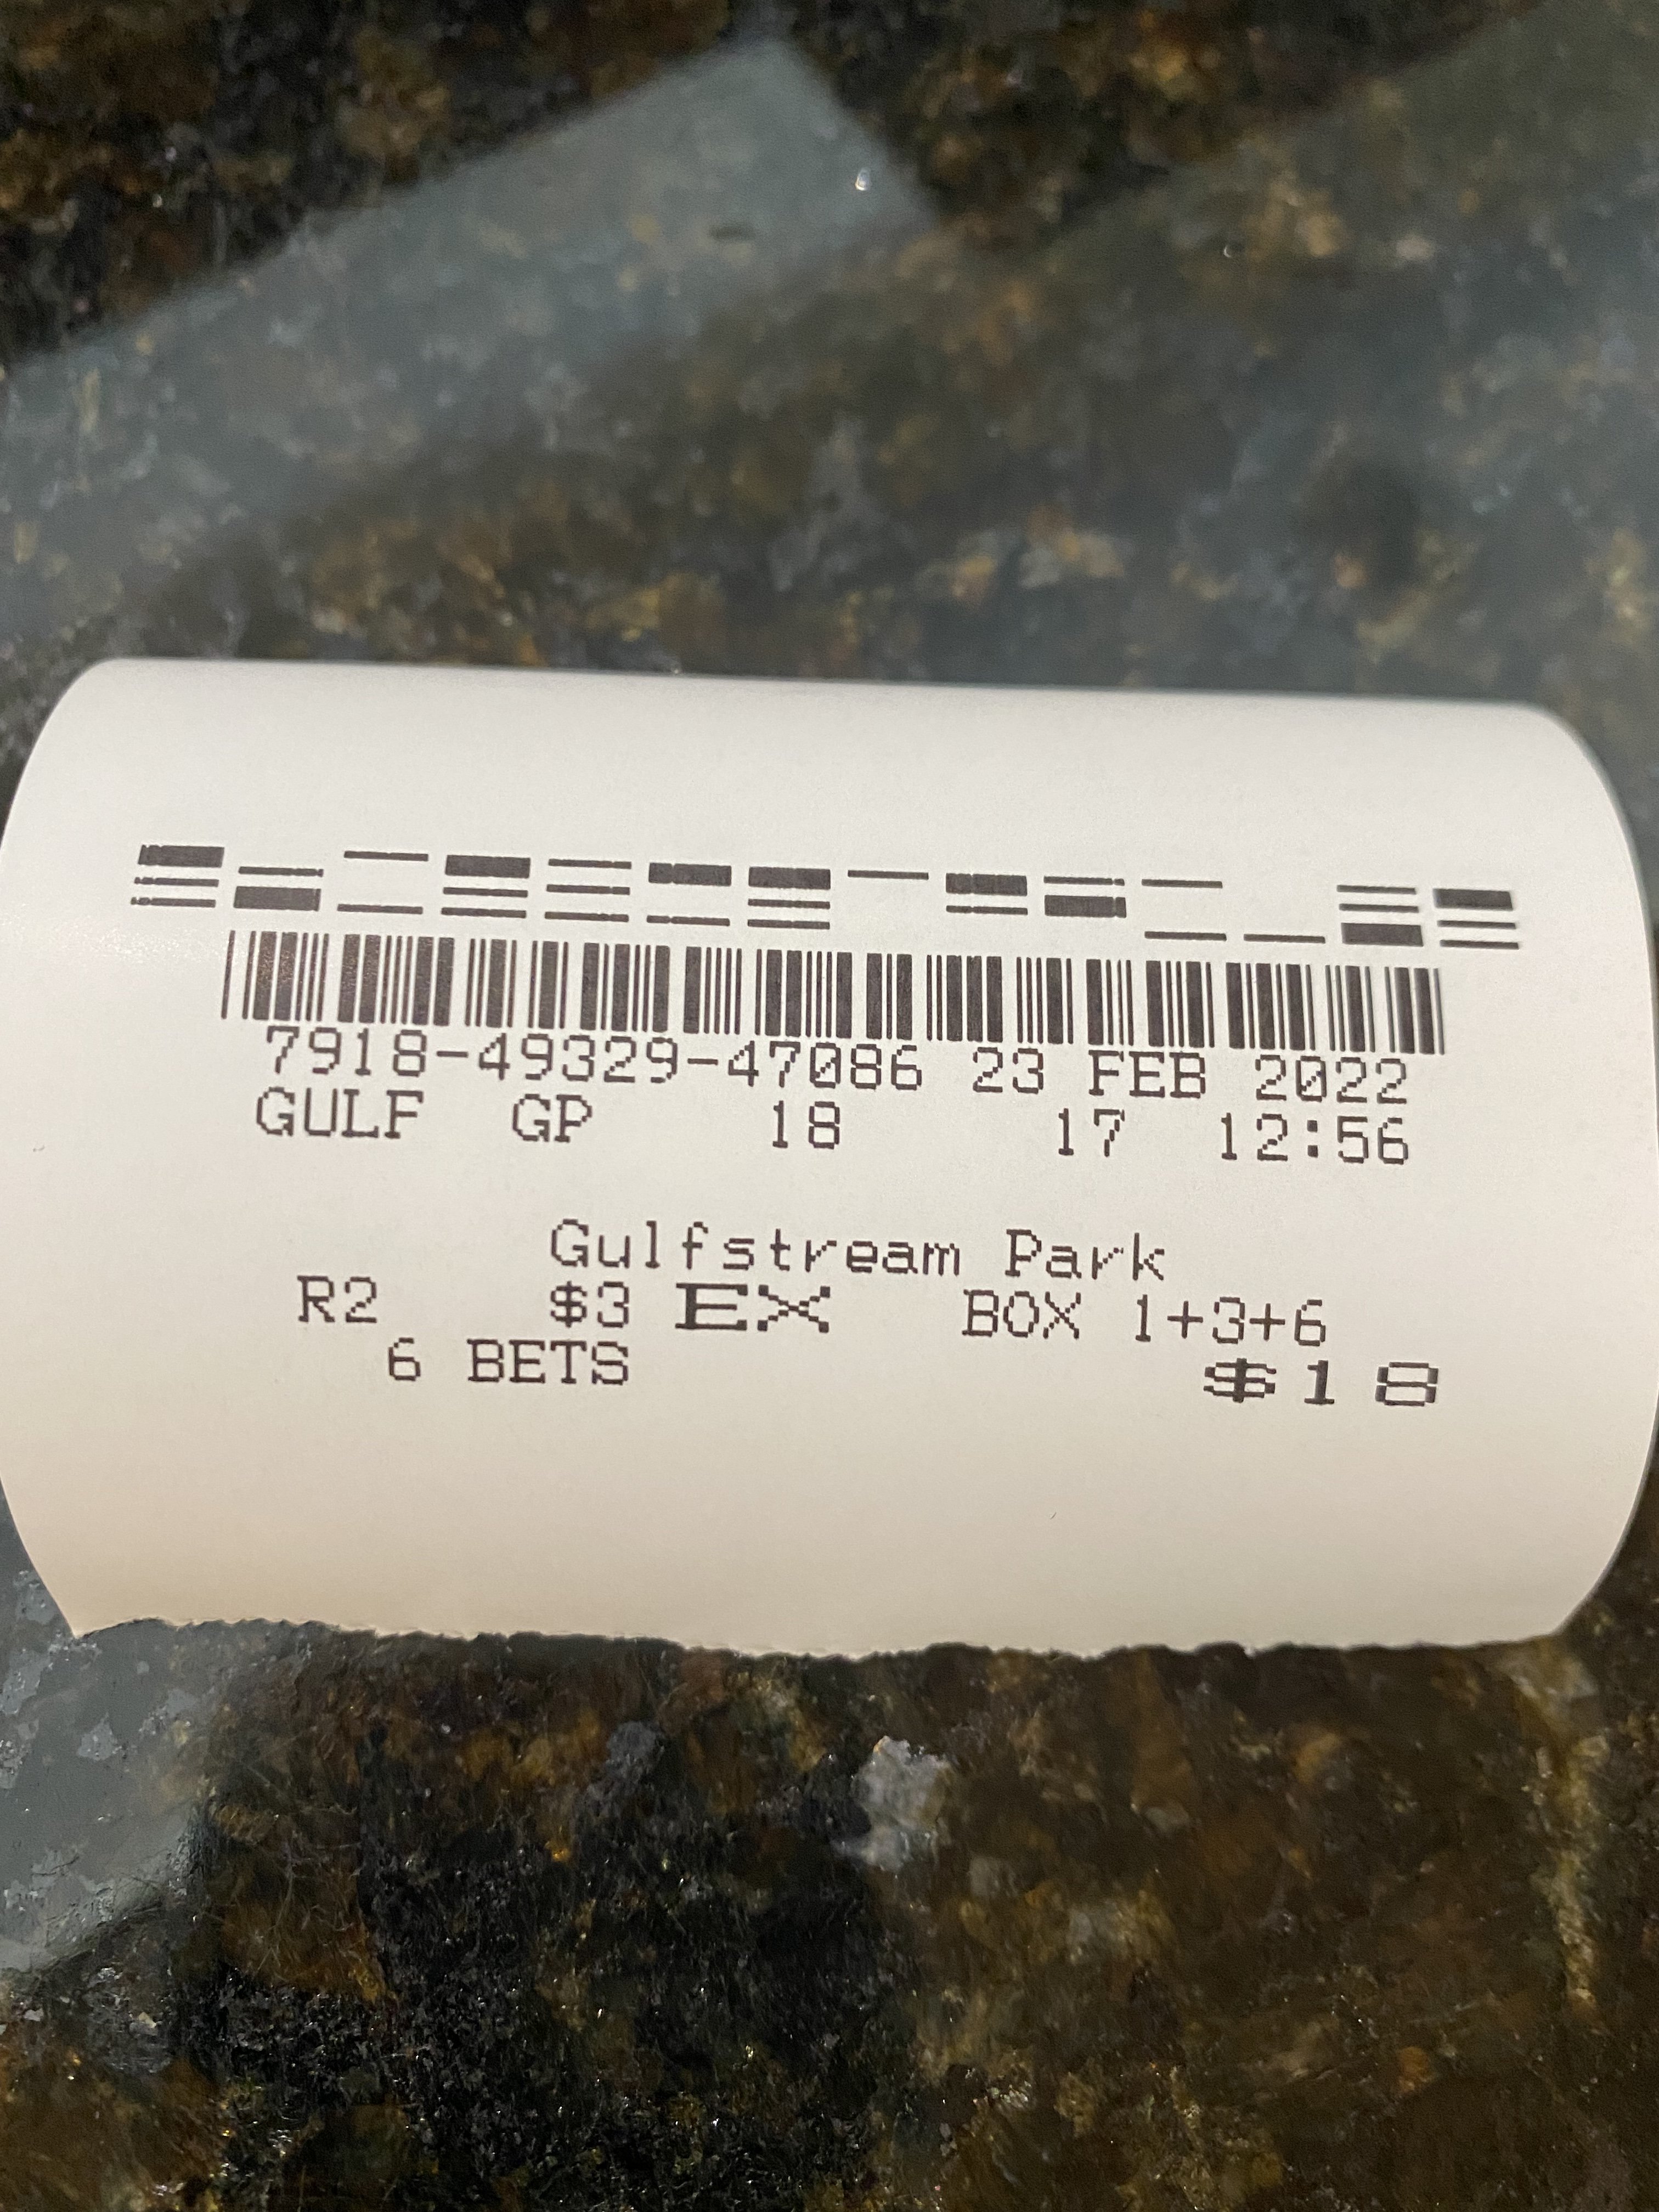 7918-49329-47086 23 FEB 2022
GULF GP 18 17 12:56
Gulfstream Park
R2 $3 EX BOX 1+3+6
6 BETS $18